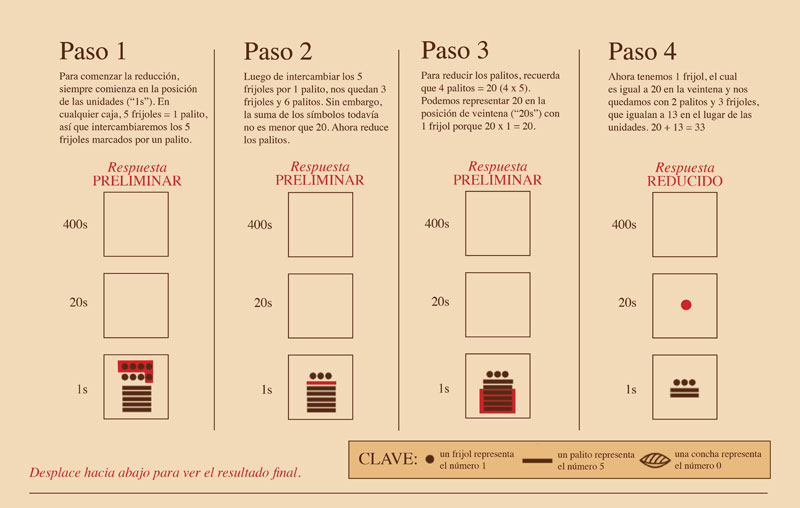 Paso 1
Para comenzar la reducción,
siempre comienza en la posición
de las unidades (“1s”). En
cualquier caja, 5 frijoles = 1 palito,
así que intercambiaremos los 5
frijoles marcados por un palito.
Respuesta
PRELIMINAR
400s
20s
1s
Paso 2
Luego de intercambiar los 5
frijoles por 1 palito, nos quedan 3
frijoles y 6 palitos. Sin embargo,
la suma de los símbolos todavía
no es menor que 20. Ahora reduce
los palitos.
Respuesta
PRELIMINAR
400s
20s
1s
Paso 3
Para reducir los palitos, recuerda
que 4 palitos = 20 (4 x 5).
Podemos representar 20 en la
posición de veintena (“20s”) con
1 frijol porque 20 x 1 = 20.
Respuesta
PRELIMINAR
400s
20s
1s
Paso 4
Ahora tenemos 1 frijol, el cual
es igual a 20 en la veintena y nos
quedamos con 2 palitos y 3 frijoles,
que igualan a 13 en el lugar de las
unidades. 20 + 13 = 33
Respuesta
REDUCIDO
400s
20s
1s
CLAVE:
un frijol representa
el número 1
un palito representa
el número 5
una concha representa
el número 0
Desplace hacia abajo para ver el resultado final.